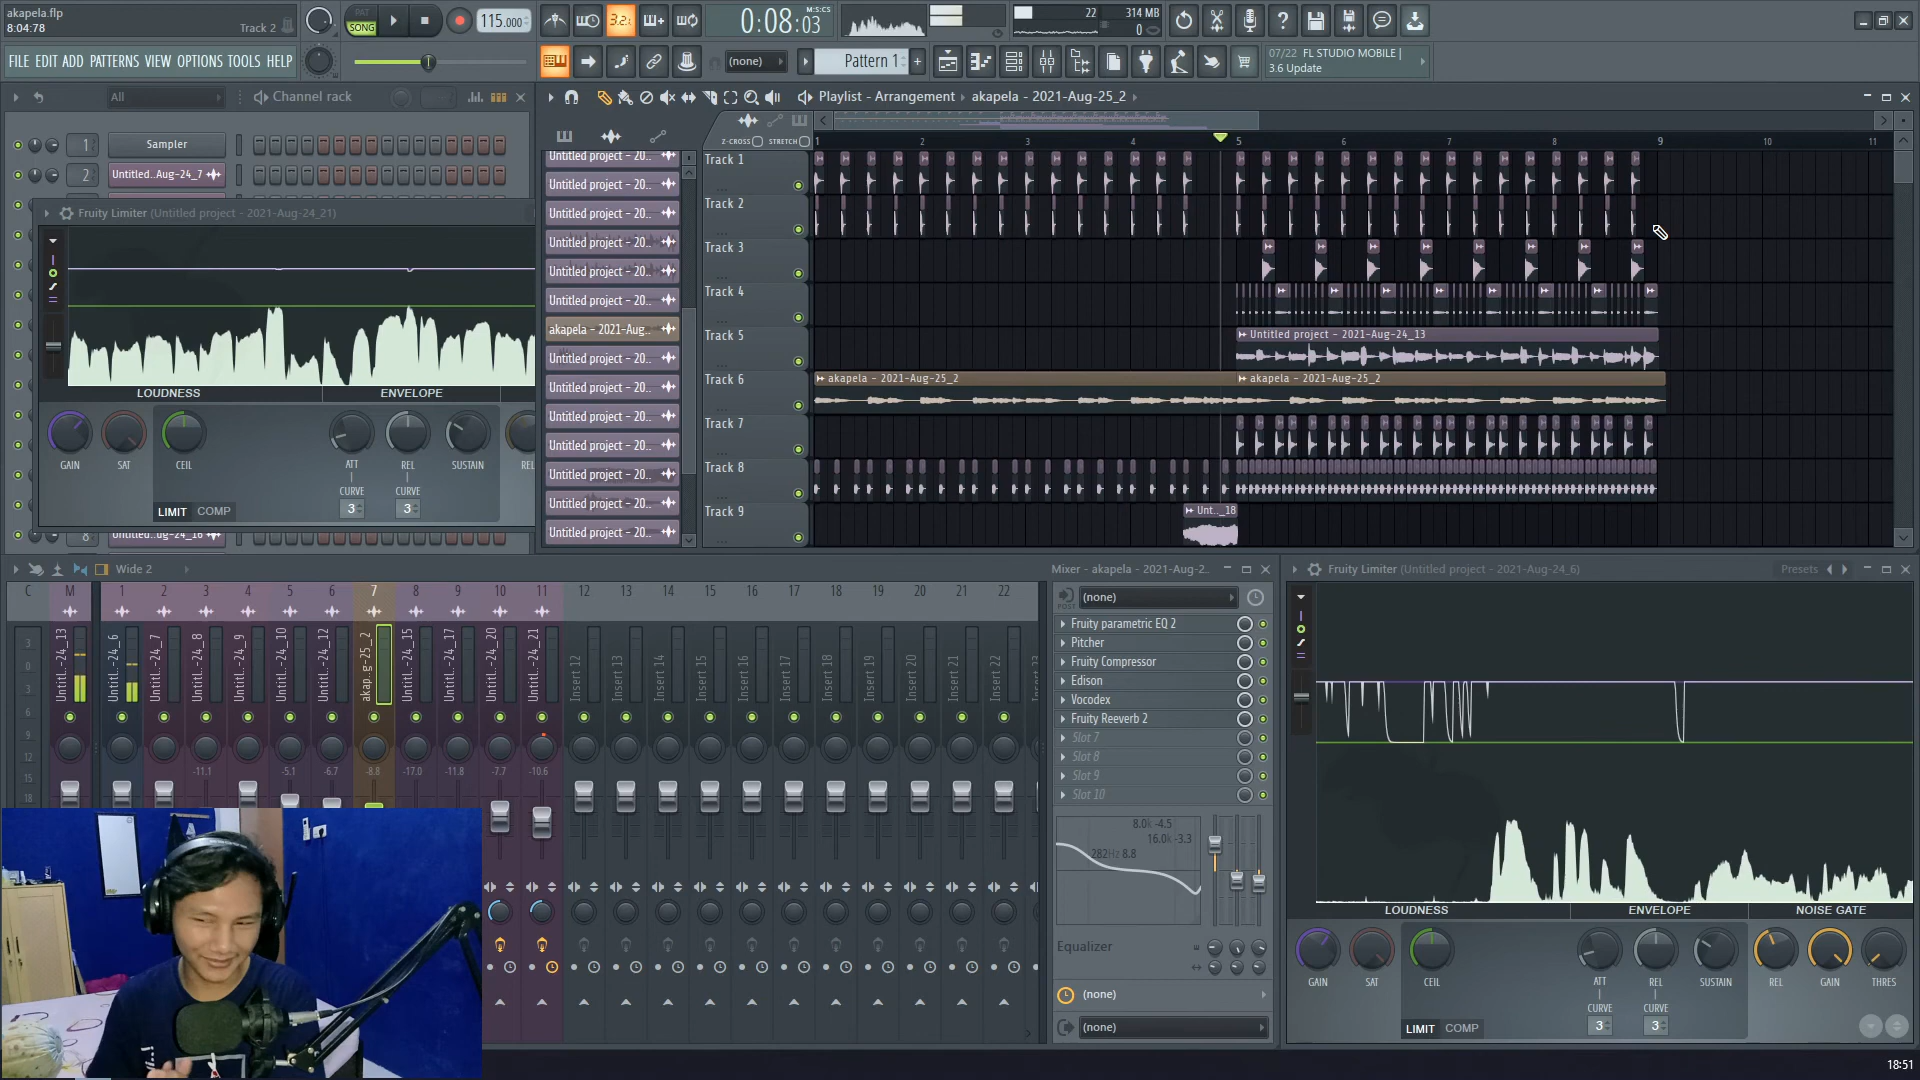 akapela.flp
8:04:78
Track 2
PAT
SONG
115.000
3.2.
0:08:03
M:S:CS
22
314 MB
0
FILE EDIT ADD PATTERNS VIEW OPTIONS TOOLS HELP
(none)
Pattern 1
07/22 FL STUDIO MOBILE |
3.6 Update
All
Channel rack
Playlist - Arrangement
akapela - 2021-Aug-25_2
Z-CROSS
STRETCH
1 2 3 4 5 6 7 8 9 10 11
1
Sampler
2
Untitled..Aug-24_7
Fruity Limiter (Untitled project - 2021-Aug-24_21)
LOUDNESS
ENVELOPE
GAIN
SAT
CEIL
ATT
REL
SUSTAIN
CURVE
CURVE
3
3
LIMIT
COMP
8
Untitled project - 20..
Untitled project - 20..
Untitled project - 20..
Untitled project - 20..
Untitled project - 20..
Untitled project - 20..
akapela - 2021-Aug..
Untitled project - 20..
Untitled project - 20..
Untitled project - 20..
Untitled project - 20..
Untitled project - 20..
Untitled project - 20..
Untitled project - 20..
Track 1
Track 2
Track 3
Track 4
Track 5
Untitled project - 2021-Aug-24_13
Track 6
akapela - 2021-Aug-25_2
akapela - 2021-Aug-25_2
Track 7
Track 8
Track 9
Unt.._18
Wide 2
Mixer - akapela - 2021-Aug-2..
C M 1 2 3 4 5 6 7 8 9 10 11 12 13 14 15 16 17 18 19 20 21 22
Untitl..-24_13
Untitl..-24_6
Untitl..-24_7
Untitl..-24_8
Untitl..-24_9
Untitl..-24_10
Untitl..-24_12
akap..g-25_2
Untitl..-24_15
Untitl..-24_17
Untitl..-24_20
Untitl..-24_21
Insert 12
Insert 13
Insert 14
Insert 15
Insert 16
Insert 17
Insert 18
Insert 19
Insert 20
Insert 21
Insert 22
3
0
3
6
9
12
15
18
-11.1
-5.1
-6.7
-8.8
-17.0
-11.8
-7.7
-10.6
POST
(none)
Fruity parametric EQ 2
Pitcher
Fruity Compressor
Edison
Vocodex
Fruity Reeverb 2
Slot 7
Slot 8
Slot 9
Slot 10
8.0k -4.5
16.0k -3.3
282Hz 8.8
Equalizer
(none)
(none)
Fruity Limiter (Untitled project - 2021-Aug-24_6)
Presets
LOUDNESS
ENVELOPE
NOISE GATE
GAIN
SAT
CEIL
ATT
REL
SUSTAIN
REL
GAIN
THRES
CURVE
CURVE
3
3
LIMIT
COMP
18:51